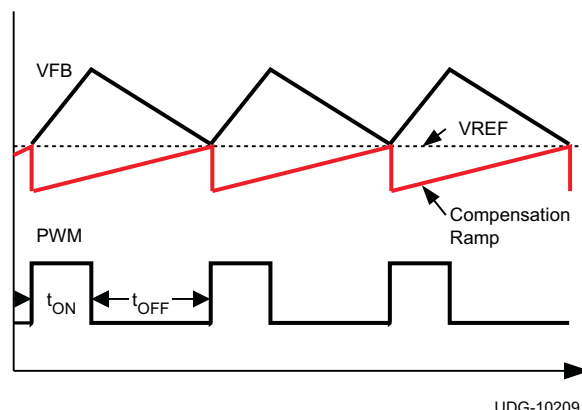 VFB
VREF
Compensation
Ramp
PWM
tON
tOFF
UDG-10209